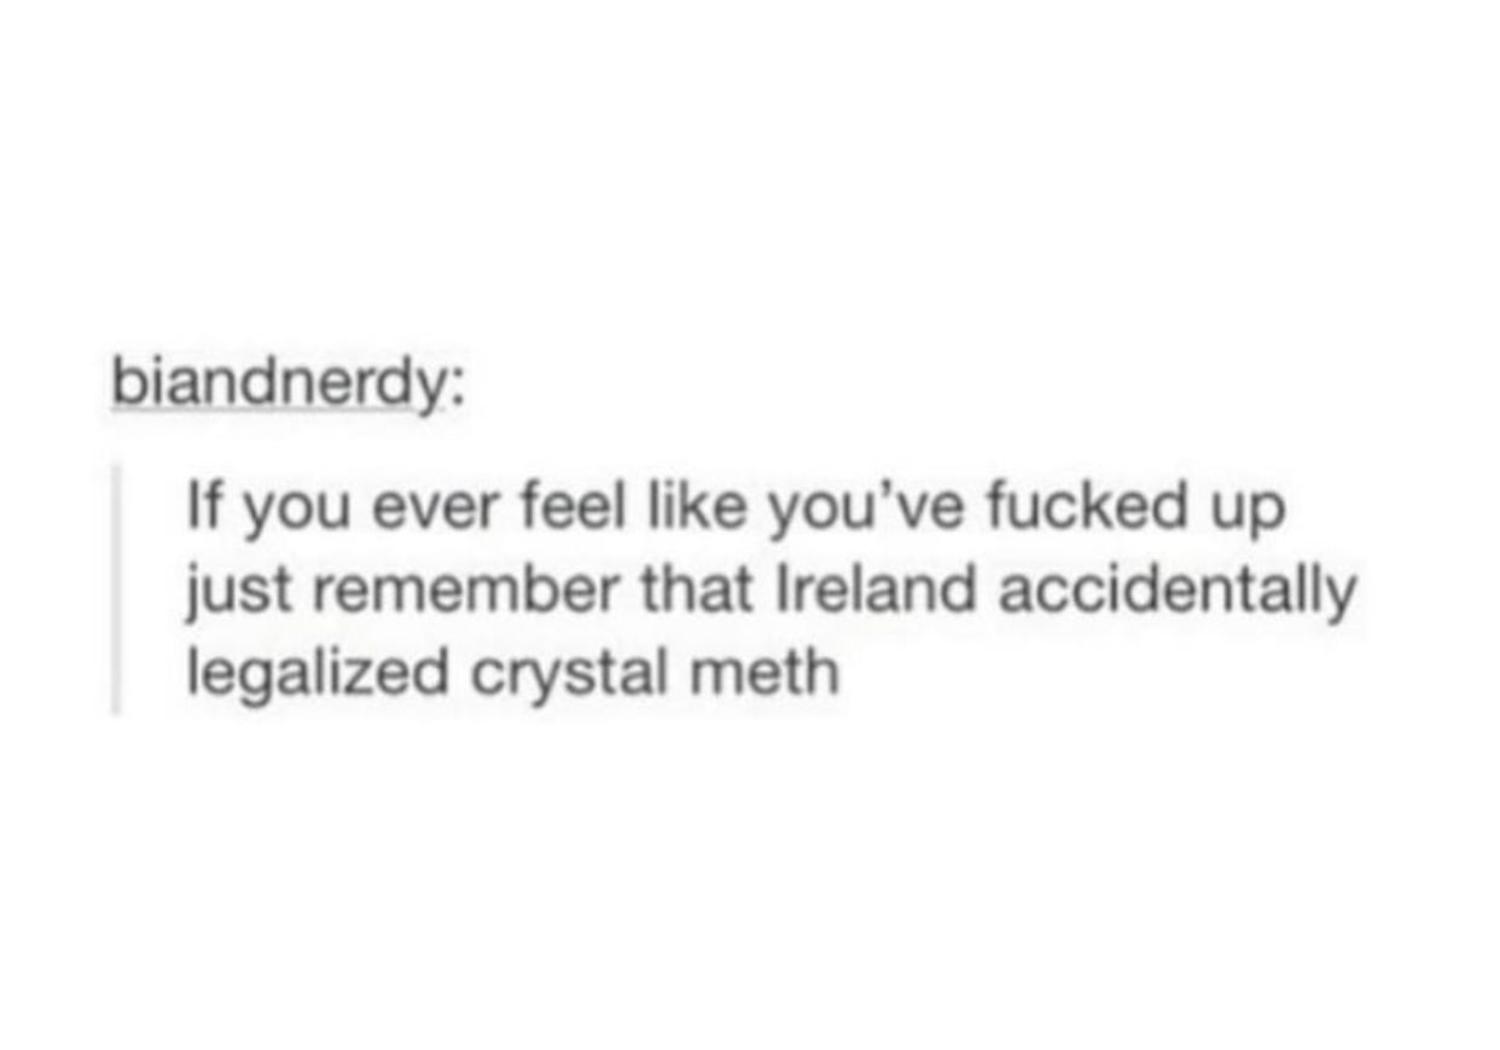 biandnerdy:
If you ever feel like you’ve fucked up
just remember that Ireland accidentally
legalized crystal meth